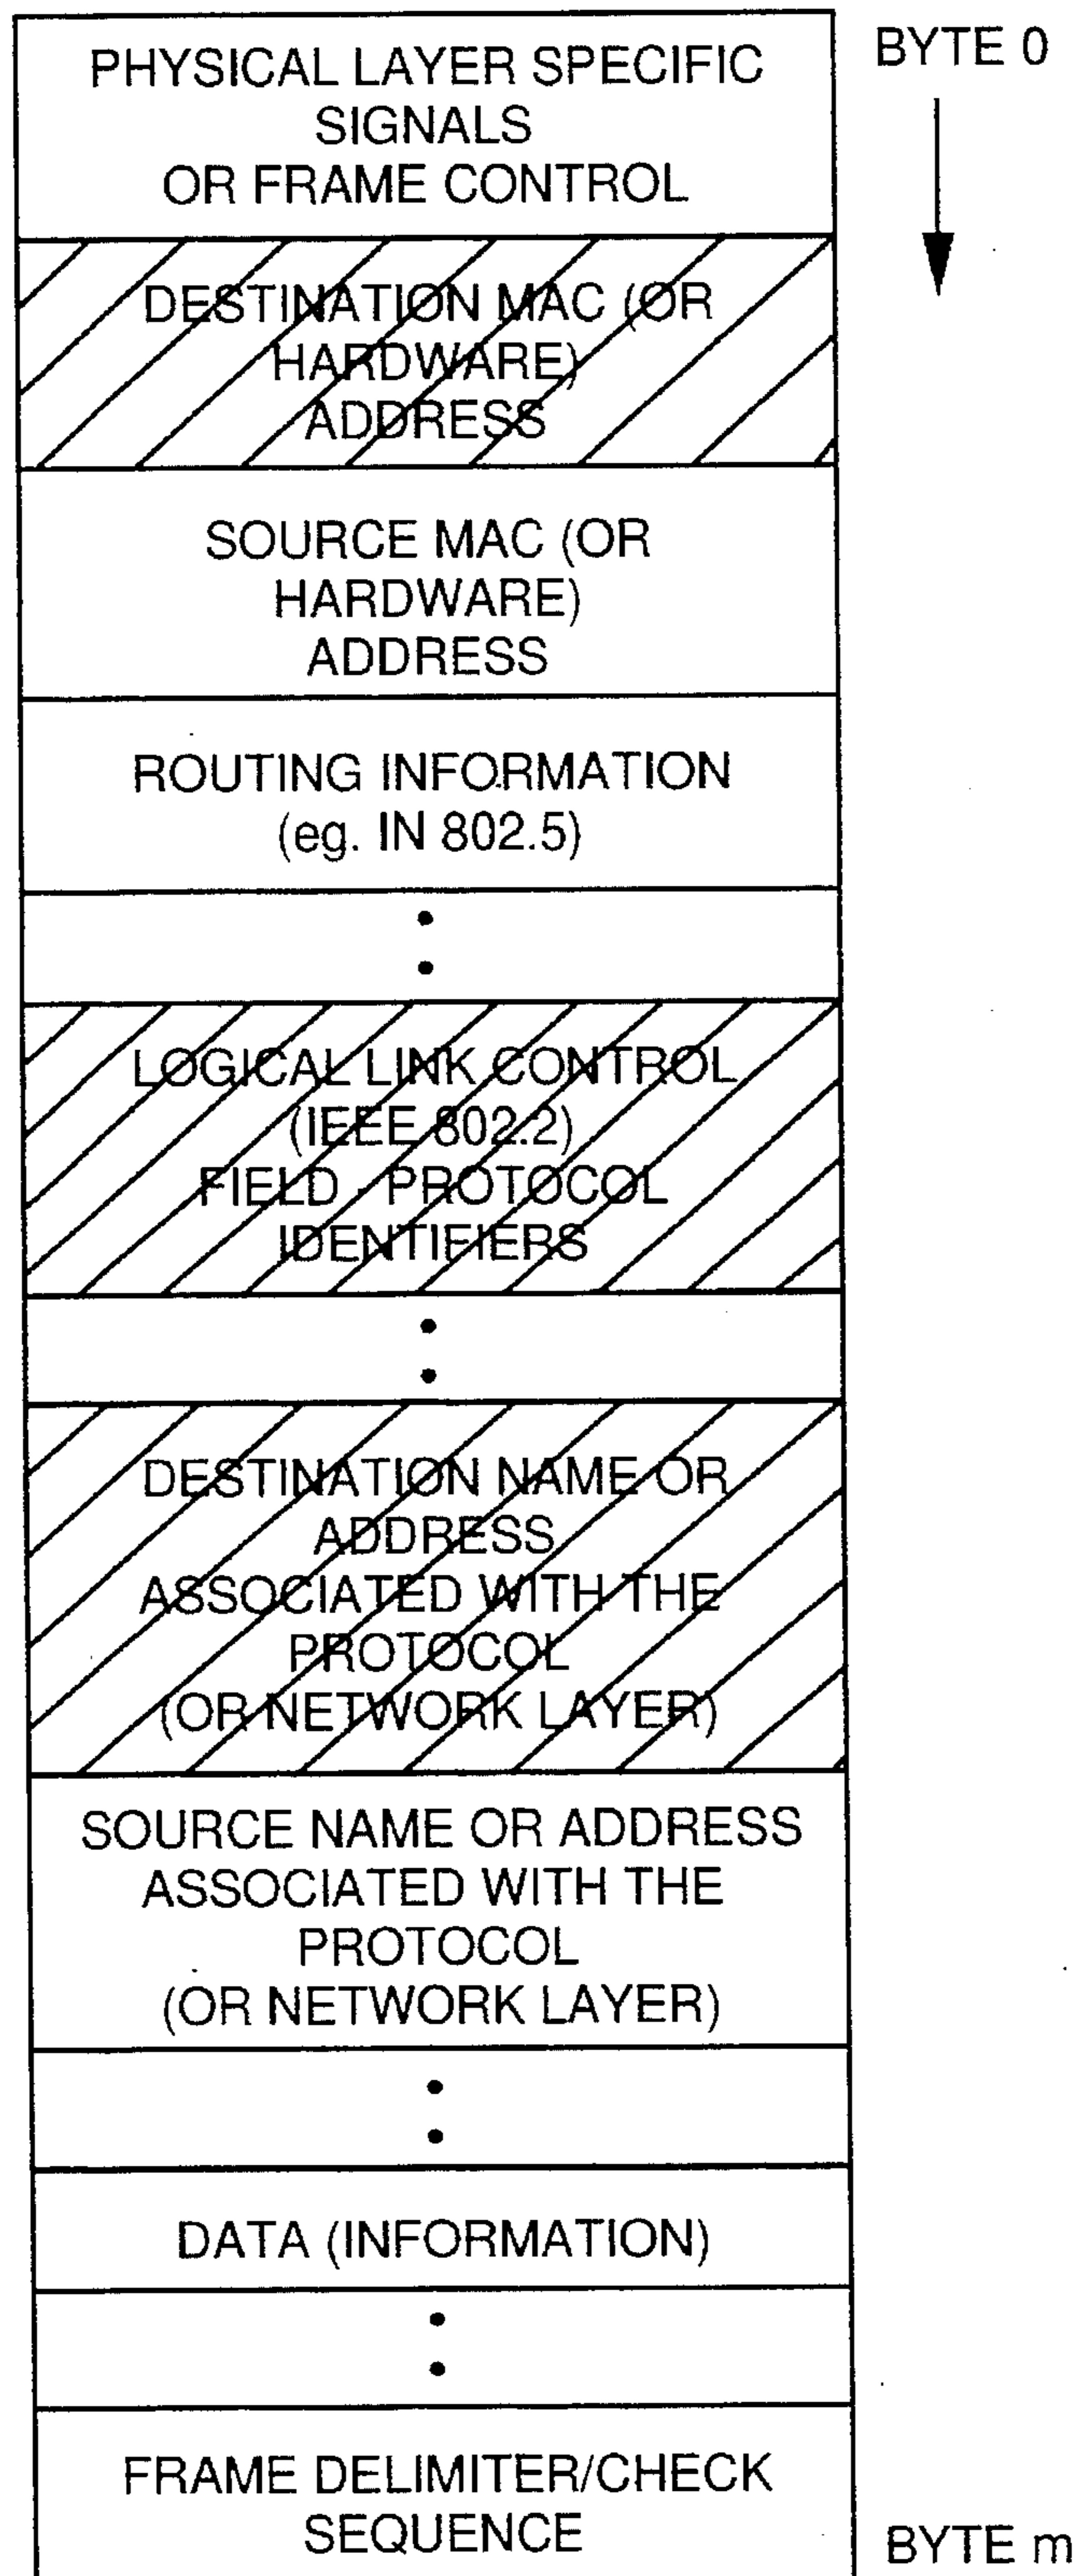 PHYSICAL LAYER SPECIFIC
SIGNALS
OR FRAME CONTROL
BYTE 0
DESTINATION MAC (OR
HARDWARE)
ADDRESS
SOURCE MAC (OR
HARDWARE)
ADDRESS
ROUTING INFORMATION
(eg. IN 802.5)
LOGICAL LINK CONTROL
(IEEE 802.2)
FIELD - PROTOCOL
IDENTIFIERS
DESTINATION NAME OR
ADDRESS
ASSOCIATED WITH THE
PROTOCOL
(OR NETWORK LAYER)
SOURCE NAME OR ADDRESS
ASSOCIATED WITH THE
PROTOCOL
(OR NETWORK LAYER)
DATA (INFORMATION)
FRAME DELIMITER/CHECK
SEQUENCE
BYTE m